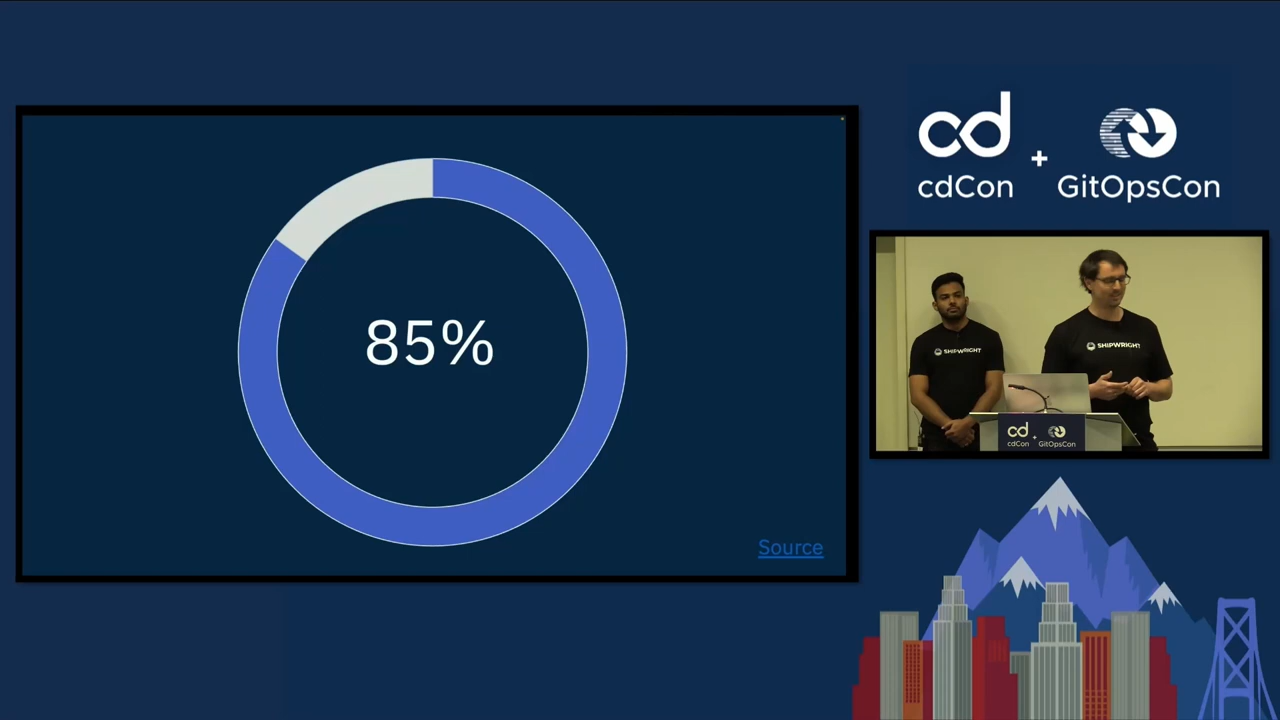 85%
Source
cd
cdCon
+
GitOpsCon
SHIPWRIGHT
SHIPWRIGHT
cd
cdCon
+
GitOpsCon